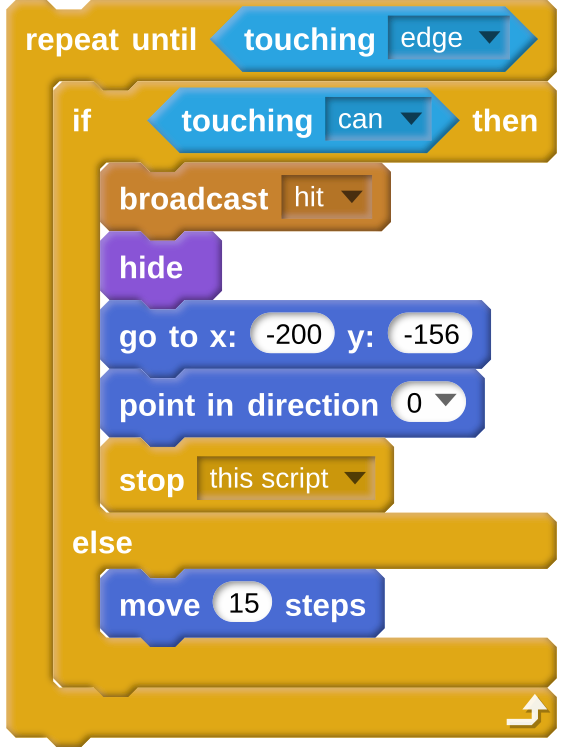 repeat until touching edge
if touching can then
broadcast hit
hide
go to x: -200 y: -156
point in direction 0
stop this script
else
move 15 steps